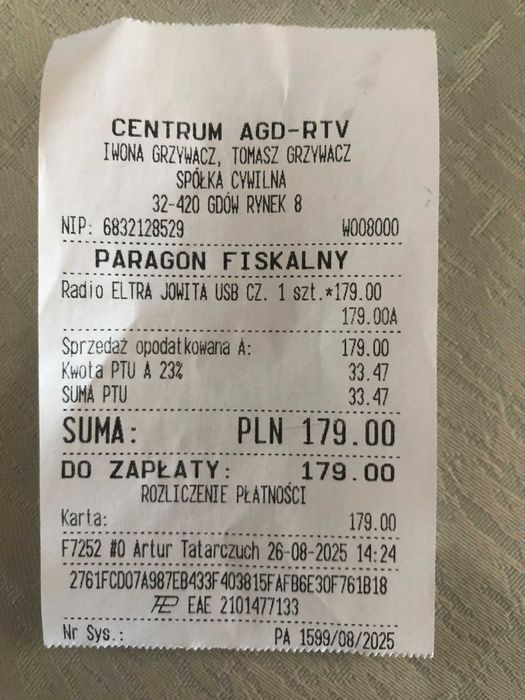 CENTRUM AGD-RTV
IWONA GRZYWACZ, TOMASZ GRZYWACZ
SPÓŁKA CYWILNA
32-420 GDÓW RYNEK 8
NIP: 6832128529 W008000
PARAGON FISKALNY
Radio ELTRA JOWITA USB CZ. 1 szt.*179.00
179.00A
Sprzedaż opodatkowana A: 179.00
Kwota PTU A 23% 33.47
SUMA PTU 33.47
SUMA: PLN 179.00
DO ZAPŁATY: 179.00
ROZLICZENIE PŁATNOŚCI
Karta: 179.00
F7252 #0 Artur Tatarczuch 26-08-2025 14:24
2761FCD07A987EB433F403815FAFB6E30F761B18
EAE 2101477133
Nr Sys.: PA 1599/08/2025